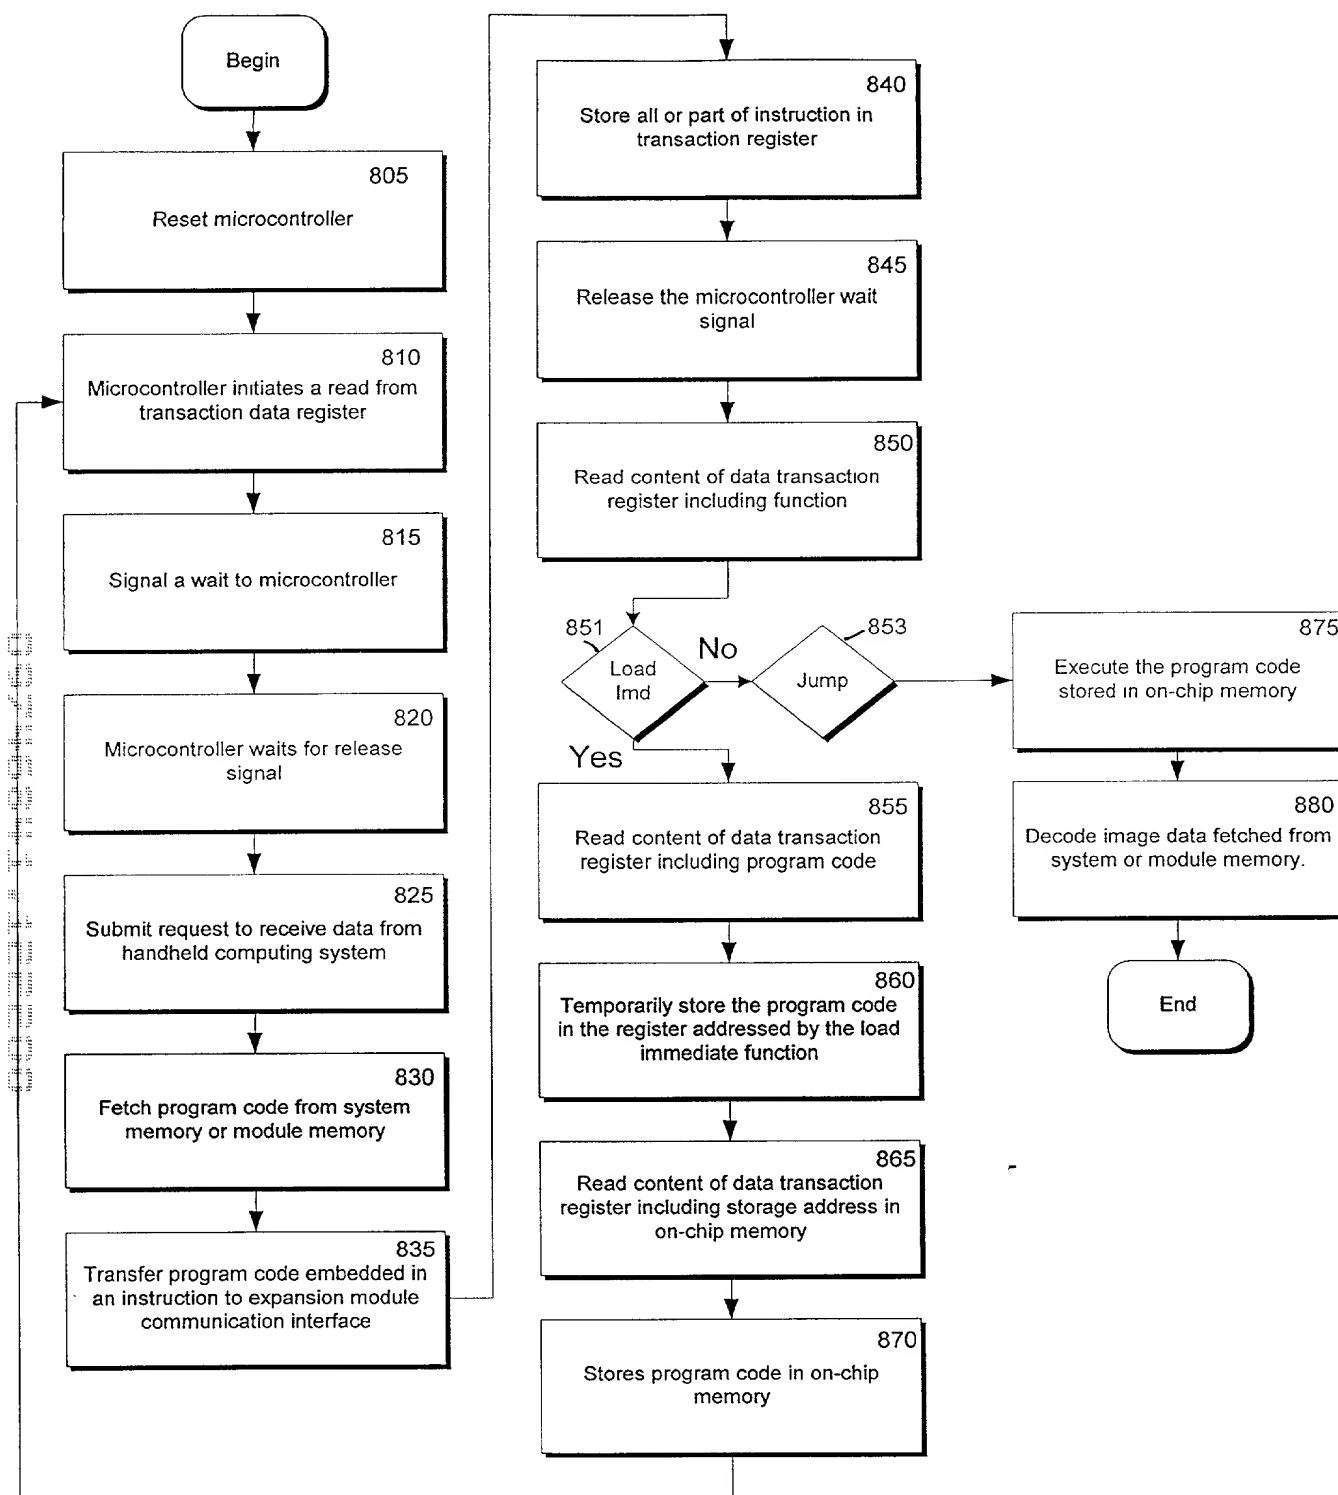 Begin
805
Reset microcontroller
810
Microcontroller initiates a read from
transaction data register
815
Signal a wait to microcontroller
820
Microcontroller waits for release
signal
825
Submit request to receive data from
handheld computing system
830
Fetch program code from system
memory or module memory
835
Transfer program code embedded in
an instruction to expansion module
communication interface
840
Store all or part of instruction in
transaction register
845
Release the microcontroller wait
signal
850
Read content of data transaction
register including function
851
Load
Imd
No
Yes
853
Jump
855
Read content of data transaction
register including program code
860
Temporarily store the program code
in the register addressed by the load
immediate function
865
Read content of data transaction
register including storage address in
on-chip memory
870
Stores program code in on-chip
memory
875
Execute the program code
stored in on-chip memory
880
Decode image data fetched from
system or module memory.
End